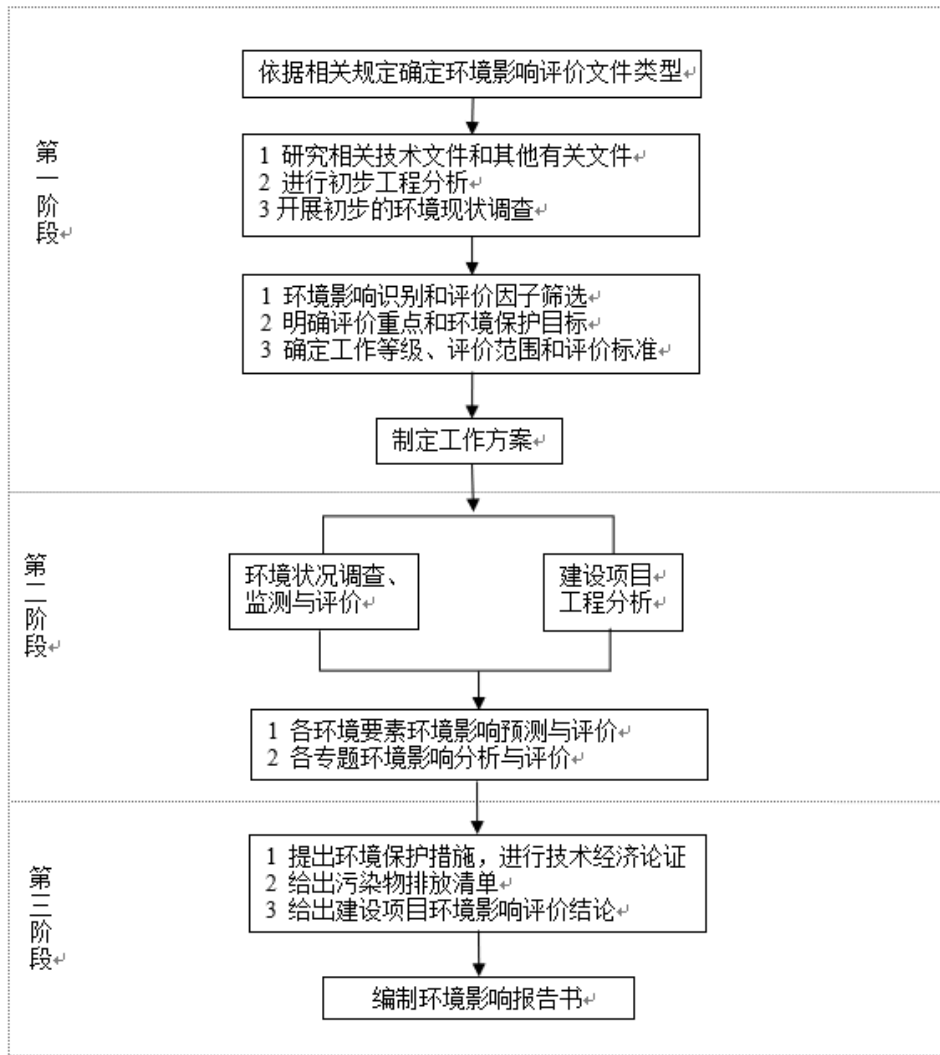 依据相关规定确定环境影响评价文件类型
第
一
阶
段
1 研究相关技术文件和其他有关文件
2 进行初步工程分析
3 开展初步的环境现状调查
1 环境影响识别和评价因子筛选
2 明确评价重点和环境保护目标
3 确定工作等级、评价范围和评价标准
制定工作方案
第
二
阶
段
环境状况调查、
监测与评价
建设项目
工程分析
1 各环境要素环境影响预测与评价
2 各专题环境影响分析与评价
第
三
阶
段
1 提出环境保护措施，进行技术经济论证
2 给出污染物排放清单
3 给出建设项目环境影响评价结论
编制环境影响报告书